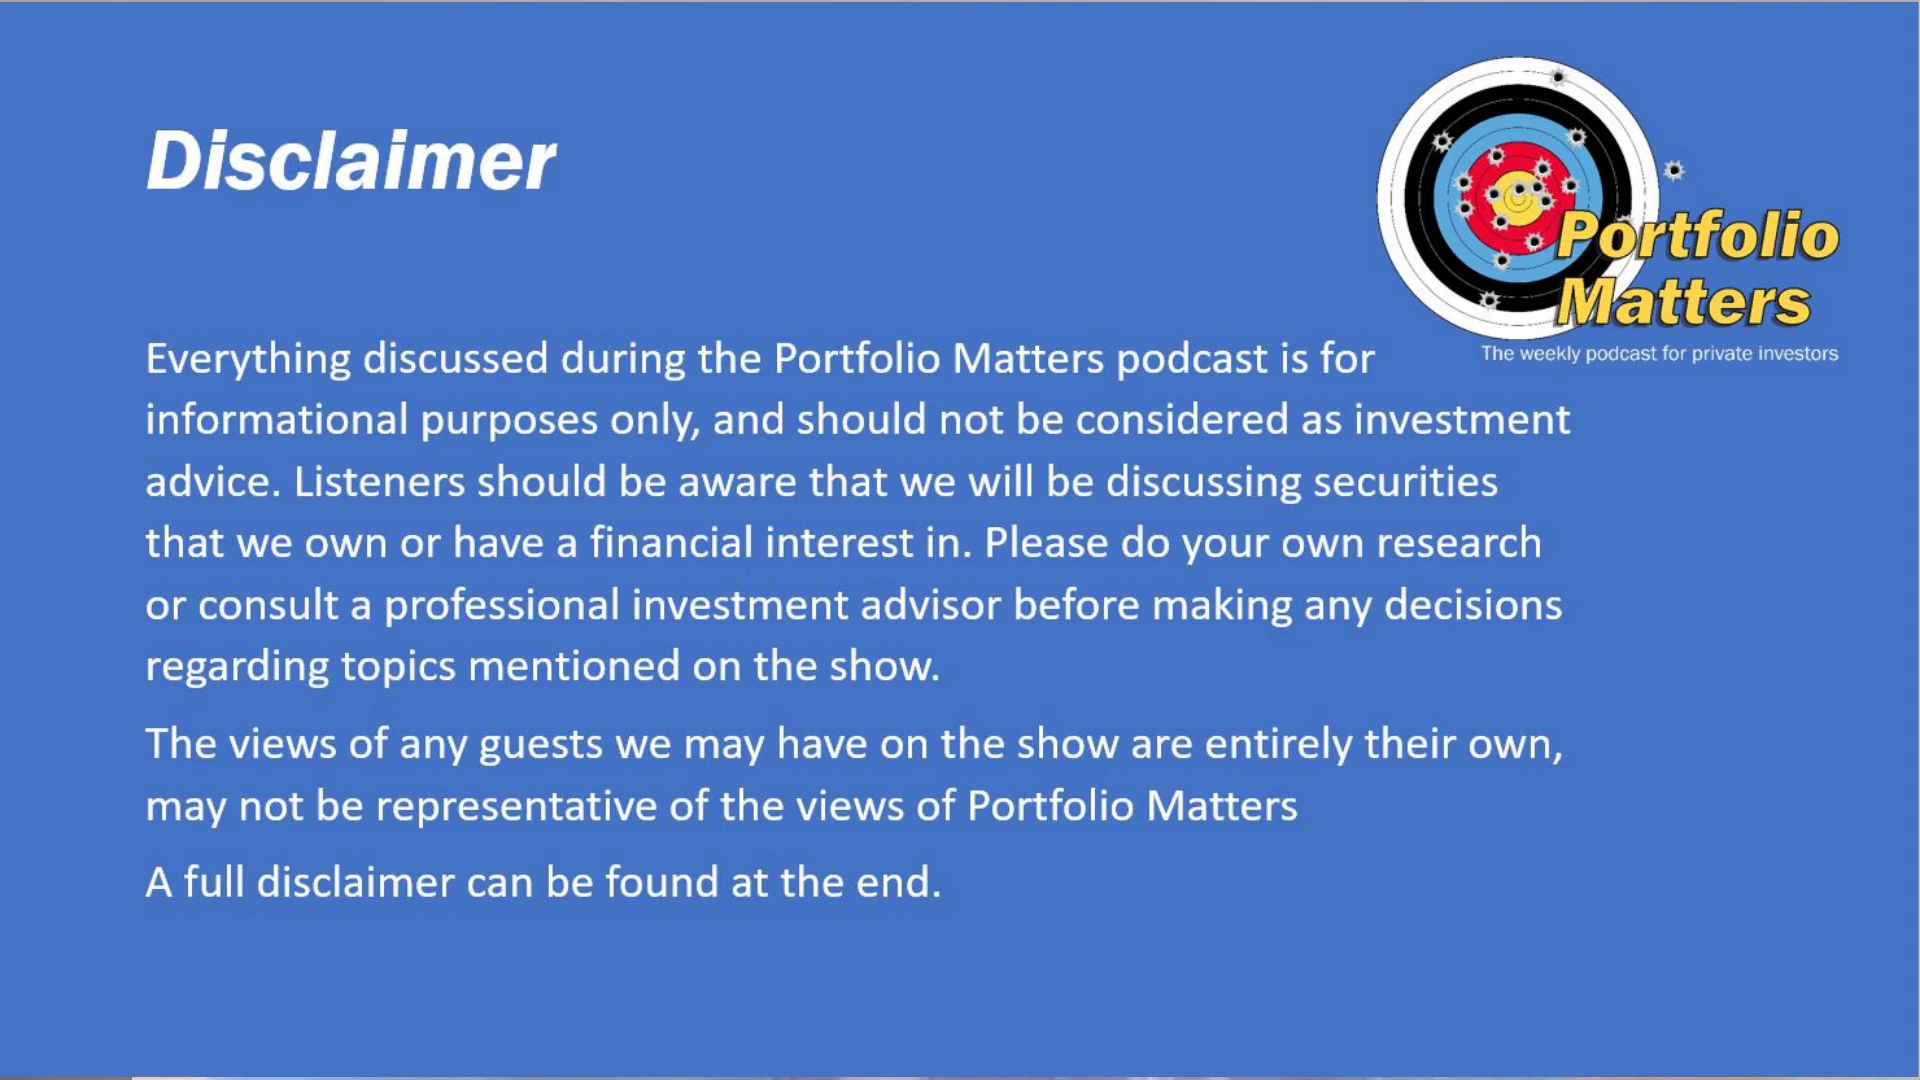 Disclaimer
Portfolio
Matters
The weekly podcast for private investors
Everything discussed during the Portfolio Matters podcast is for
informational purposes only, and should not be considered as investment
advice. Listeners should be aware that we will be discussing securities
that we own or have a financial interest in. Please do your own research
or consult a professional investment advisor before making any decisions
regarding topics mentioned on the show.
The views of any guests we may have on the show are entirely their own,
may not be representative of the views of Portfolio Matters
A full disclaimer can be found at the end.